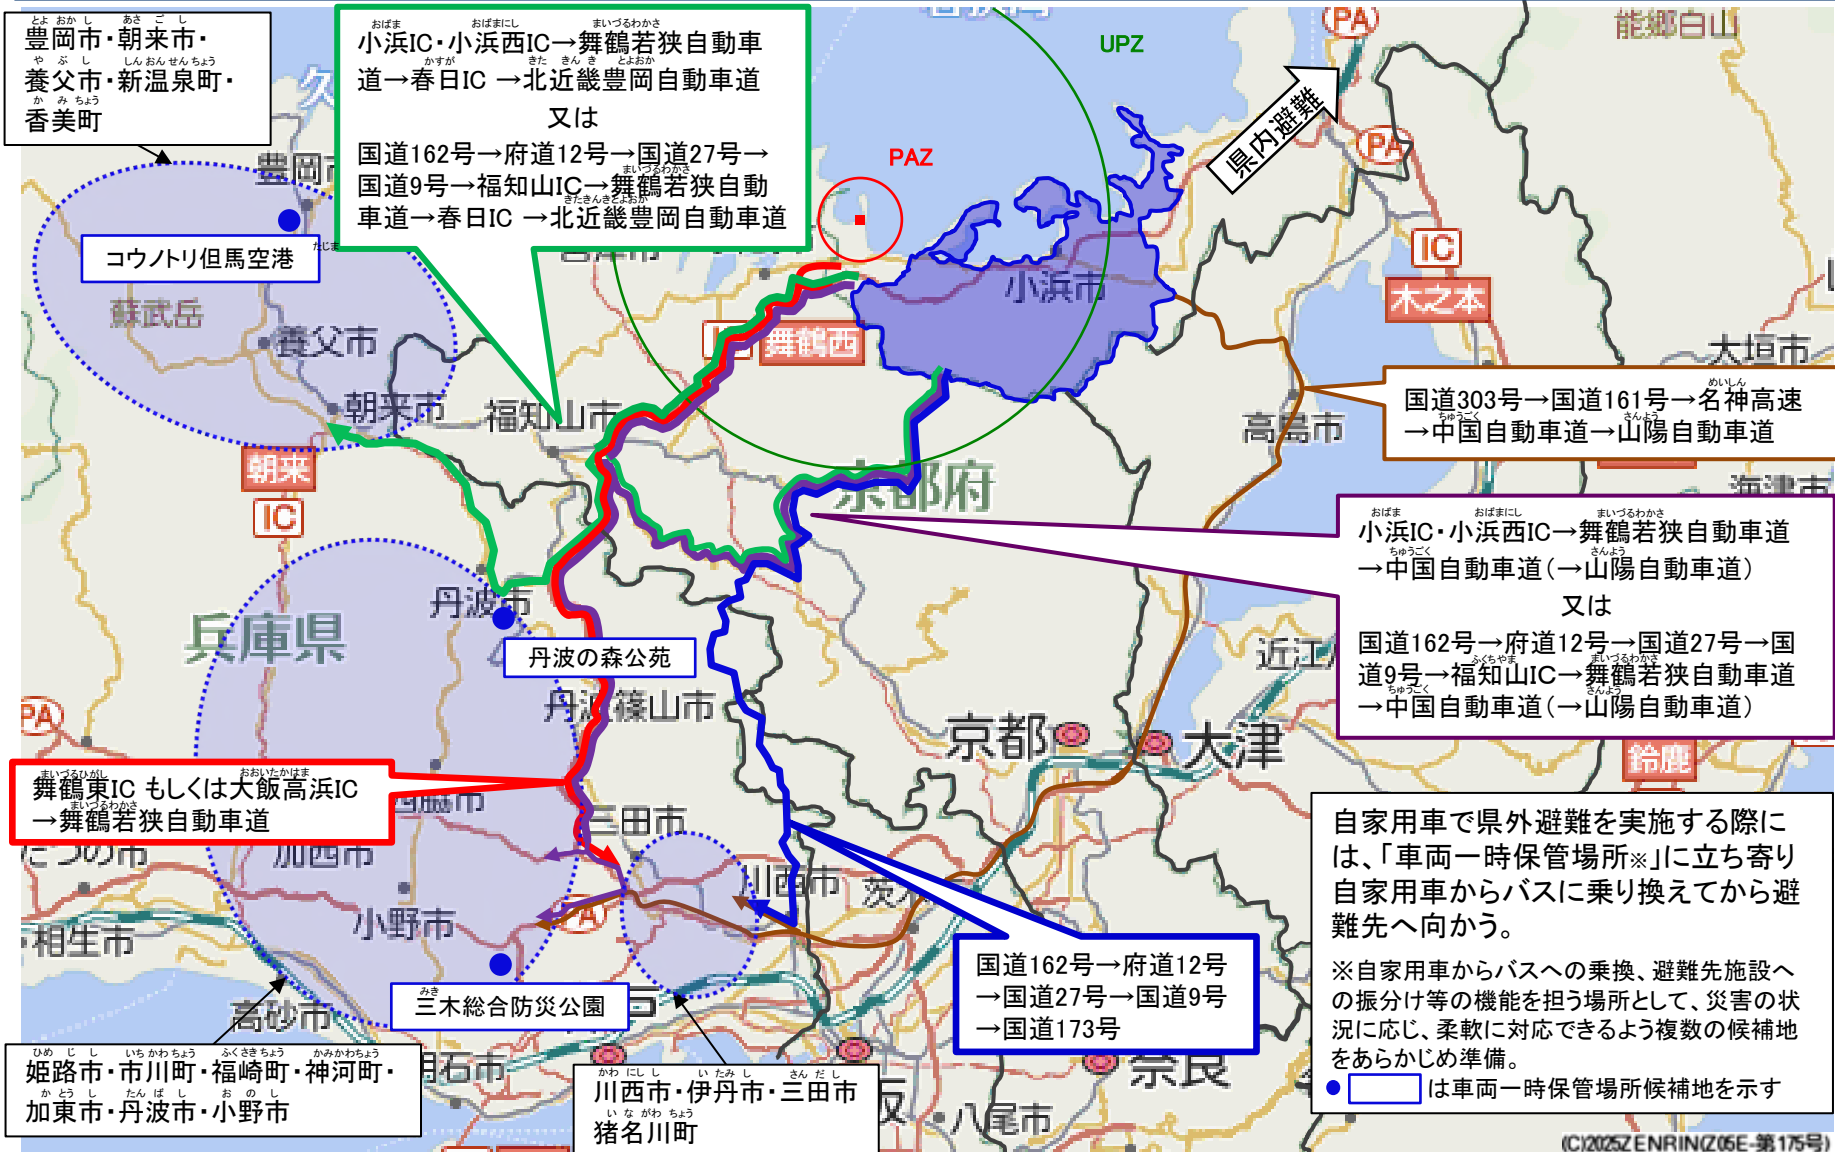 豊岡市・朝来市・
養父市・新温泉町・
香美町
小浜IC・小浜西IC→舞鶴若狭自動車
道→春日IC →北近畿豊岡自動車道
又は
国道162号→府道12号→国道27号→
国道9号→福知山IC→舞鶴若狭自動
車道→春日IC →北近畿豊岡自動車道
UPZ
PAZ
県内避難
PA
能郷白山
PA
豊岡市
コウノトリ但馬空港
蘇武岳
養父市
朝来市
朝来
IC
福知山市
舞鶴西
小浜市
IC
木之本
大垣市
高島市
国道303号→国道161号→名神高速
→中国自動車道→山陽自動車道
海津市
京都府
小浜IC・小浜西IC→舞鶴若狭自動車道
→中国自動車道(→山陽自動車道)
又は
国道162号→府道12号→国道27号→国
道9号→福知山IC→舞鶴若狭自動車道
→中国自動車道(→山陽自動車道)
兵庫県
丹波市
丹波の森公苑
丹波篠山市
近江
PA
京都
大津
鈴鹿
舞鶴東IC もしくは大飯高浜IC
→舞鶴若狭自動車道
西脇市
三田市
たつの市
加西市
川西市
茨木
小野市
相生市
三木総合防災公園
高砂市
明石市
国道162号→府道12号
→国道27号→国道9号
→国道173号
奈良
八尾市
姫路市・市川町・福崎町・神河町・
加東市・丹波市・小野市
川西市・伊丹市・三田市
猪名川町
自家用車で県外避難を実施する際に
は、「車両一時保管場所※」に立ち寄り
自家用車からバスに乗り換えてから避
難先へ向かう。
※自家用車からバスへの乗換、避難先施設へ
の振分け等の機能を担う場所として、災害の状
況に応じ、柔軟に対応できるよう複数の候補地
をあらかじめ準備。
は車両一時保管場所候補地を示す
(C)2025ZENRIN(Z05E-第175号)